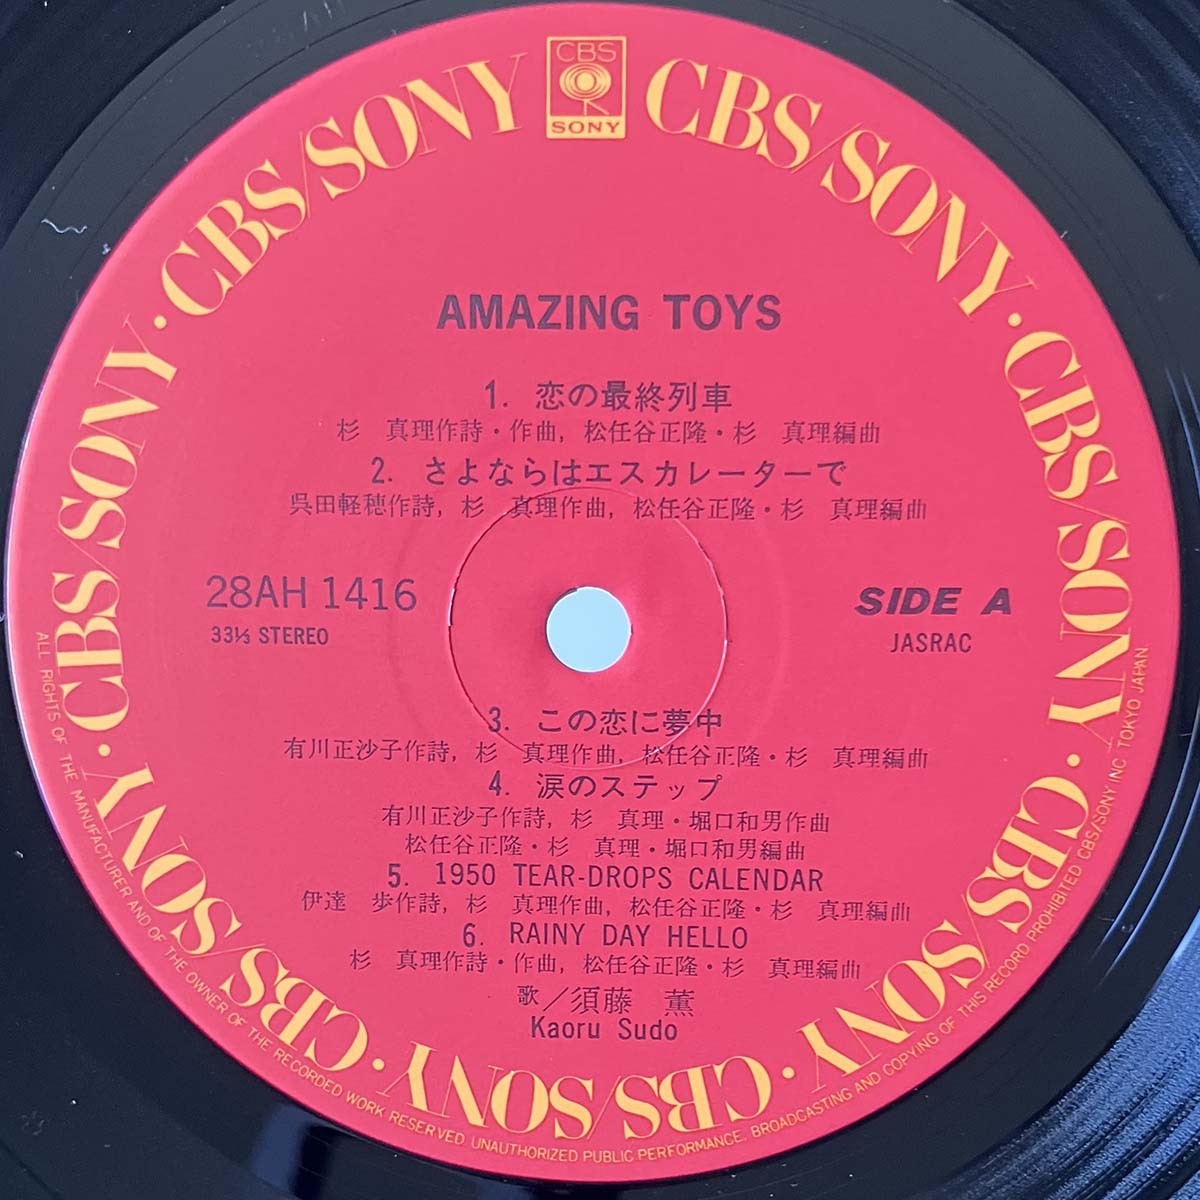 CBS
SONY
CBS/SONY · CBS/SONY · CBS/SONY · CBS/SONY · CBS/SONY · CBS/SONY · CBS/SONY · CBS/SONY
AMAZING TOYS
1. 恋の最終列車
杉 真理作詩・作曲, 松任谷正隆・杉 真理編曲
2. さよならはエスカレーターで
呉田軽穂作詩, 杉 真理作曲, 松任谷正隆・杉 真理編曲
28AH 1416
33⅓ STEREO
SIDE A
JASRAC
3. この恋に夢中
有川正沙子作詩, 杉 真理作曲, 松任谷正隆・杉 真理編曲
4. 涙のステップ
有川正沙子作詩, 杉 真理・堀口和男作曲
松任谷正隆・杉 真理・堀口和男編曲
5. 1950 TEAR-DROPS CALENDAR
伊達 歩作詩, 杉 真理作曲, 松任谷正隆・杉 真理編曲
6. RAINY DAY HELLO
杉 真理作詩・作曲, 松任谷正隆・杉 真理編曲
歌／須藤 薫
Kaoru Sudo
ALL RIGHTS OF THE MANUFACTURER AND OF THE OWNER OF THE RECORDED WORK RESERVED. UNAUTHORIZED PUBLIC PERFORMANCE, BROADCASTING AND COPYING OF THIS RECORD PROHIBITED CBS/SONY INC TOKYO JAPAN